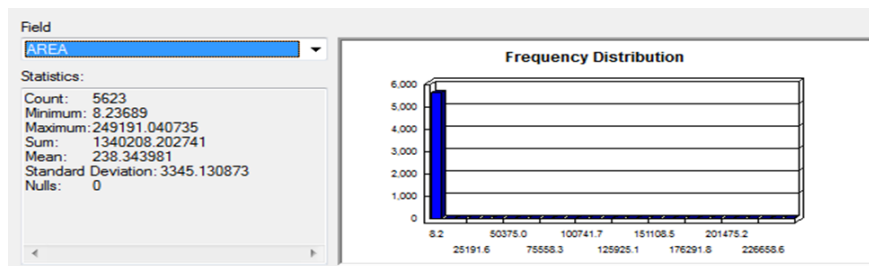 Field
AREA
Statistics:
Count: 5623
Minimum: 8.23689
Maximum: 249191.040735
Sum: 1340208.202741
Mean: 238.343981
Standard Deviation: 3345.130873
Nulls: 0
Frequency Distribution
6,000
5,000
4,000
3,000
2,000
1,000
0
8.2 50375.0 100741.7 151108.5 201475.2
25191.6 75558.3 125925.1 176291.8 226658.6